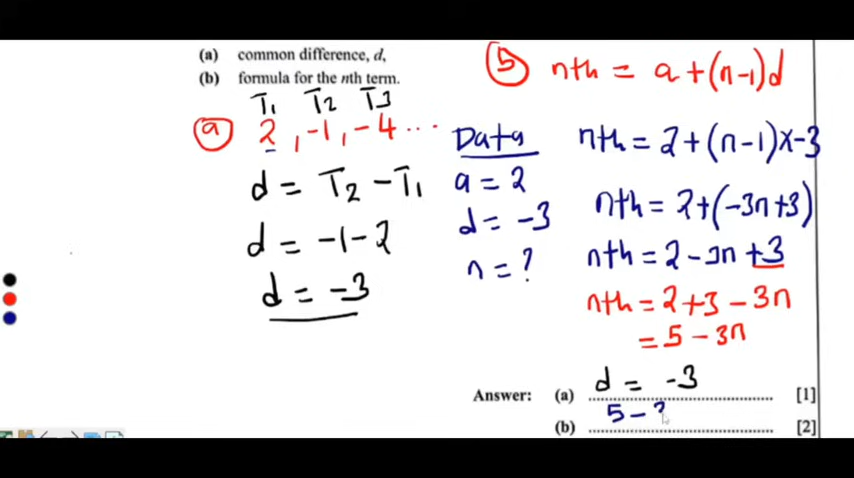 (a) common difference, d,
(b) formula for the nth term.
T1 T2 T3
(a) 2, -1, -4 ...
d = T2 - T1
d = -1-2
d = -3
Data
a = 2
d = -3
n = ?
(b) nth = a + (n-1)d
nth = 2 + (n-1)x-3
nth = 2 + (-3n+3)
nth = 2 - 3n +3
nth = 2 + 3 - 3n
= 5 - 3n
Answer: (a) d = -3 [1]
(b) 5 - [2]